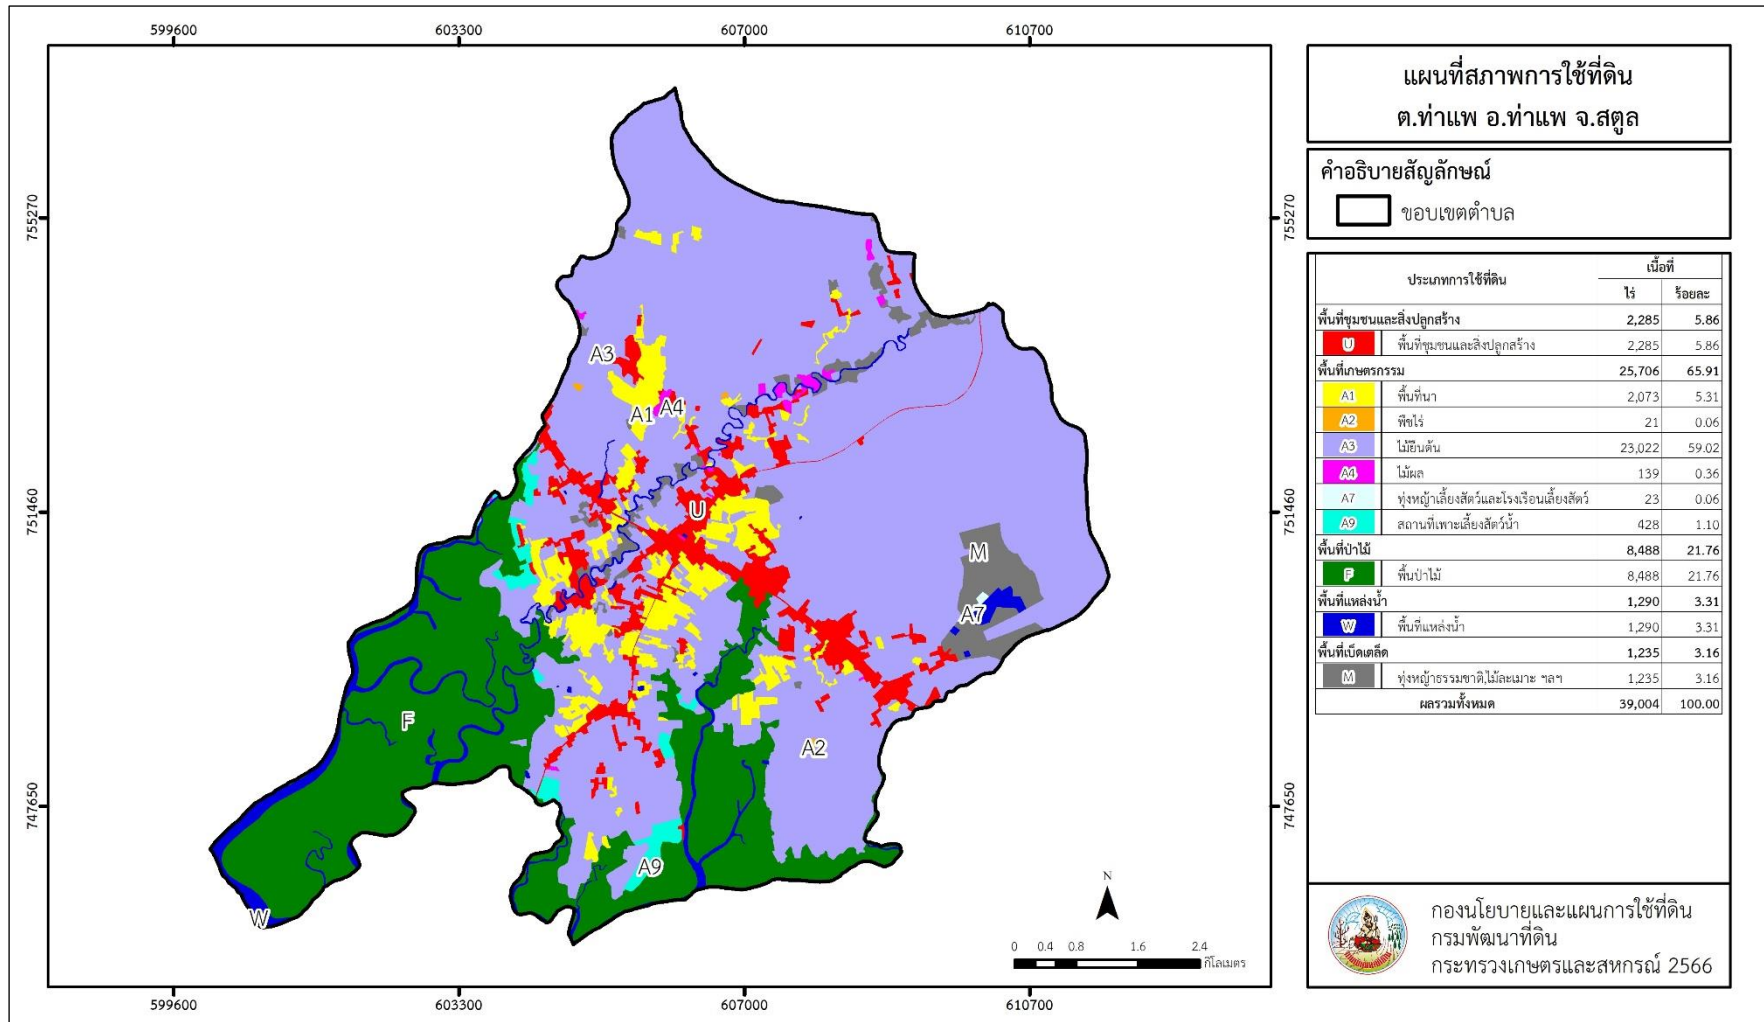 599600 603300 607000 610700
755270
751460
747650
A3
A1
A4
U
M
A7
F
A2
A9
W
N
0 0.4 0.8 1.6 2.4
กิโลเมตร
755270
751460
747650
599600 603300 607000 610700
แผนที่สภาพการใช้ที่ดิน
ต.ท่าแพ อ.ท่าแพ จ.สตูล
คำอธิบายสัญลักษณ์
ขอบเขตตำบล
ประเภทการใช้ที่ดิน เนื้อที่
ไร่ ร้อยละ
พื้นที่ชุมชนและสิ่งปลูกสร้าง 2,285 5.86
U พื้นที่ชุมชนและสิ่งปลูกสร้าง 2,285 5.86
พื้นที่เกษตรกรรม 25,706 65.91
A1 พื้นที่นา 2,073 5.31
A2 พืชไร่ 21 0.06
A3 ไม้ยืนต้น 23,022 59.02
A4 ไม้ผล 139 0.36
A7 ทุ่งหญ้าเลี้ยงสัตว์และโรงเรือนเลี้ยงสัตว์ 23 0.06
A9 สถานที่เพาะเลี้ยงสัตว์น้ำ 428 1.10
พื้นที่ป่าไม้ 8,488 21.76
F พื้นป่าไม้ 8,488 21.76
พื้นที่แหล่งน้ำ 1,290 3.31
W พื้นที่แหล่งน้ำ 1,290 3.31
พื้นที่เบ็ดเตล็ด 1,235 3.16
M ทุ่งหญ้าธรรมชาติ,ไม้ละเมาะ ฯลฯ 1,235 3.16
ผลรวมทั้งหมด 39,004 100.00
กองนโยบายและแผนการใช้ที่ดิน
กรมพัฒนาที่ดิน
กระทรวงเกษตรและสหกรณ์ 2566